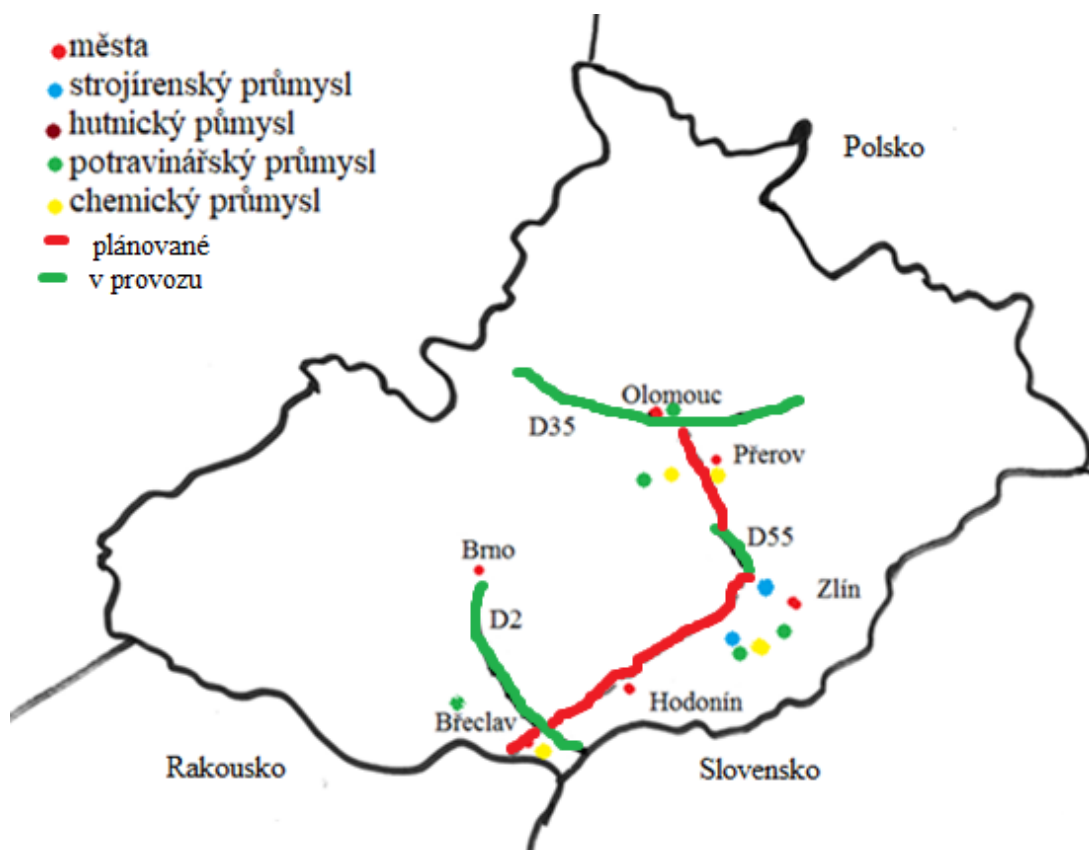 města
strojírenský průmysl
hutnický půmysl
potravinářský průmysl
chemický průmysl
plánované
v provozu
Polsko
Olomouc
D35
Přerov
D55
Brno
Zlín
D2
Hodonín
Břeclav
Rakousko
Slovensko